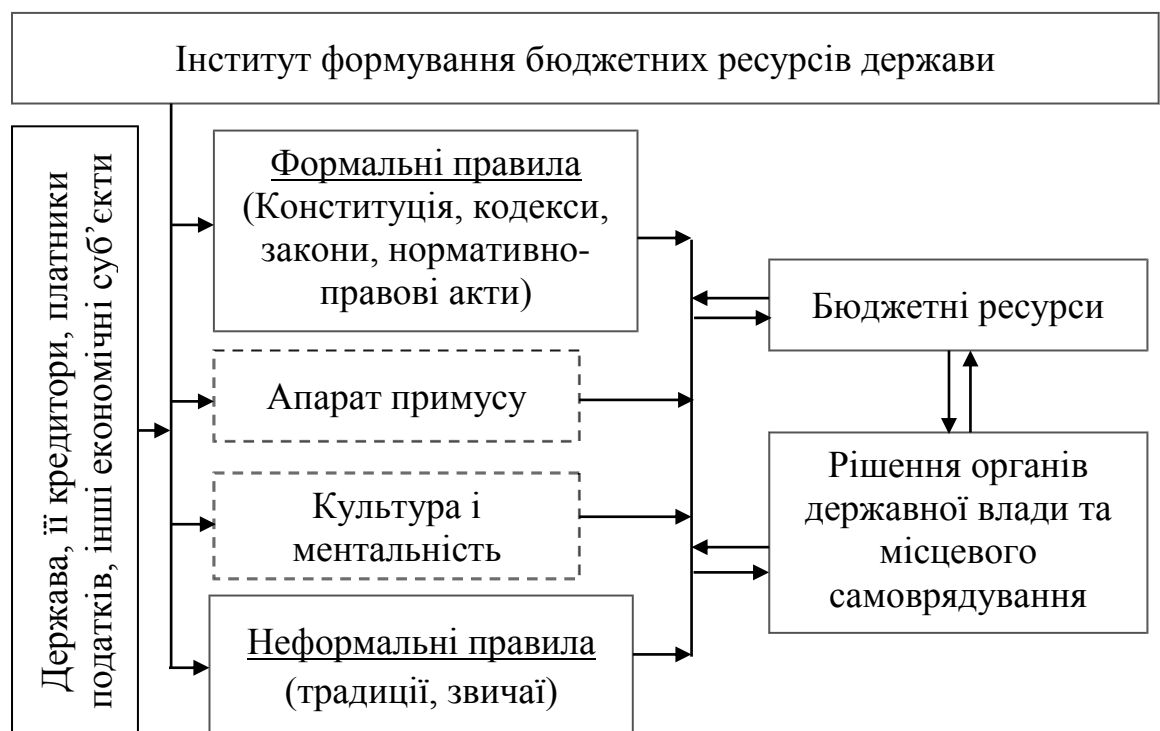 Інститут формування бюджетних ресурсів держави
Держава, її кредитори, платники
податків, інші економічні суб’єкти
Формальні правила
(Конституція, кодекси,
закони, нормативно-
правові акти)
Апарат примусу
Культура і
ментальність
Неформальні правила
(традиції, звичаї)
Бюджетні ресурси
Рішення органів
державної влади та
місцевого
самоврядування